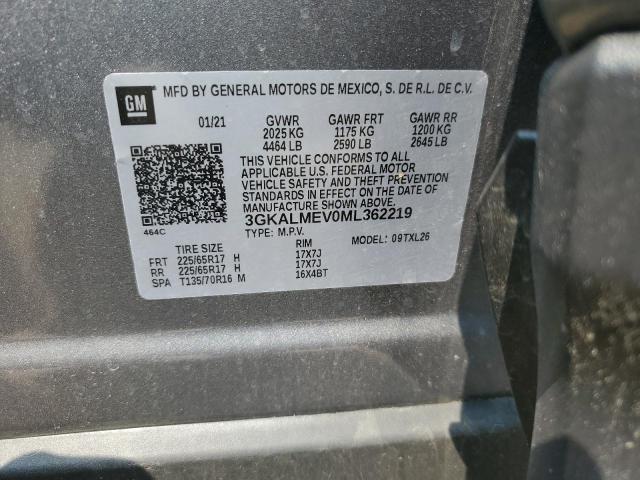 GM
MFD BY GENERAL MOTORS DE MEXICO, S. DE R.L. DE C.V.
01/21 GVWR GAWR FRT GAWR RR
2025 KG 1175 KG 1200 KG
4464 LB 2590 LB 2645 LB
THIS VEHICLE CONFORMS TO ALL
APPLICABLE U.S. FEDERAL MOTOR
VEHICLE SAFETY AND THEFT PREVENTION
STANDARDS IN EFFECT ON THE DATE OF
MANUFACTURE SHOWN ABOVE.
3GKALMEV0ML362219
464C
TYPE: M.P.V. MODEL: 09TXL26
TIRE SIZE RIM
FRT 225/65R17 H 17X7J
RR 225/65R17 H 17X7J
SPA T135/70R16 M 16X4BT